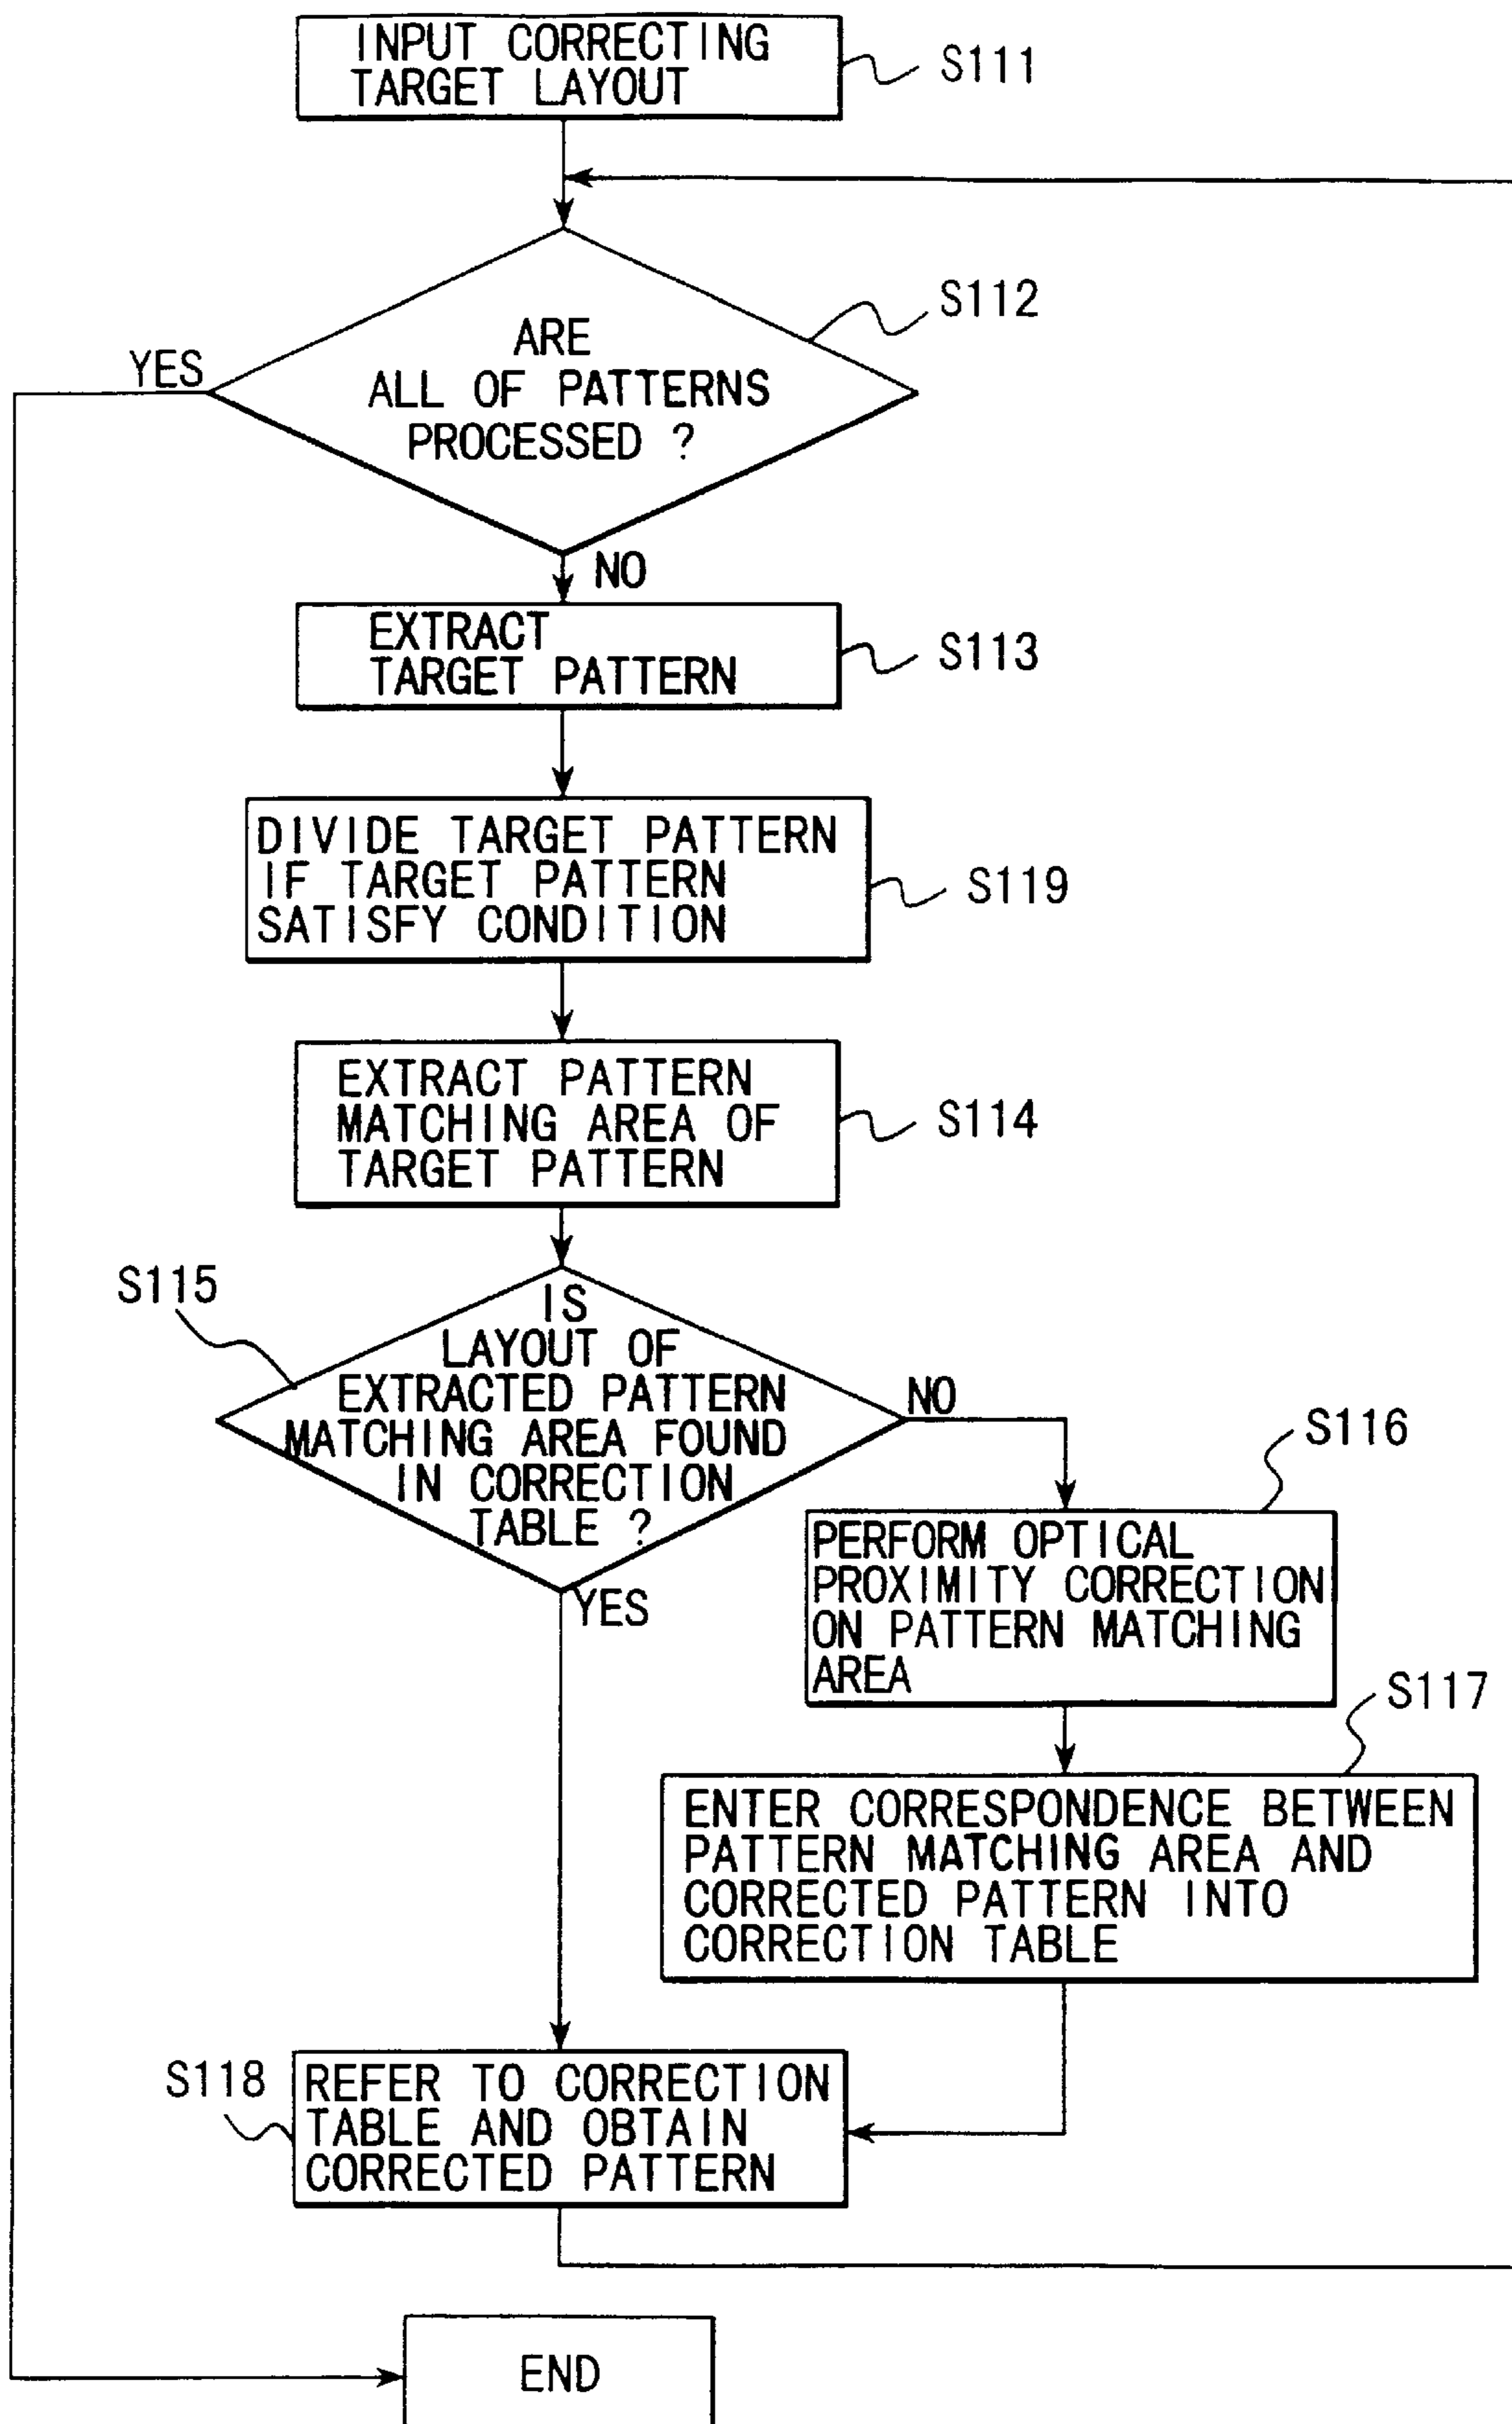 INPUT CORRECTING
TARGET LAYOUT
S111
S112
ARE
ALL OF PATTERNS
PROCESSED ?
YES
NO
EXTRACT
TARGET PATTERN
S113
DIVIDE TARGET PATTERN
IF TARGET PATTERN
SATISFY CONDITION
S119
EXTRACT PATTERN
MATCHING AREA OF
TARGET PATTERN
S114
S115
IS
LAYOUT OF
EXTRACTED PATTERN
MATCHING AREA FOUND
IN CORRECTION
TABLE ?
NO
YES
S116
PERFORM OPTICAL
PROXIMITY CORRECTION
ON PATTERN MATCHING
AREA
S117
ENTER CORRESPONDENCE BETWEEN
PATTERN MATCHING AREA AND
CORRECTED PATTERN INTO
CORRECTION TABLE
S118
REFER TO CORRECTION
TABLE AND OBTAIN
CORRECTED PATTERN
END